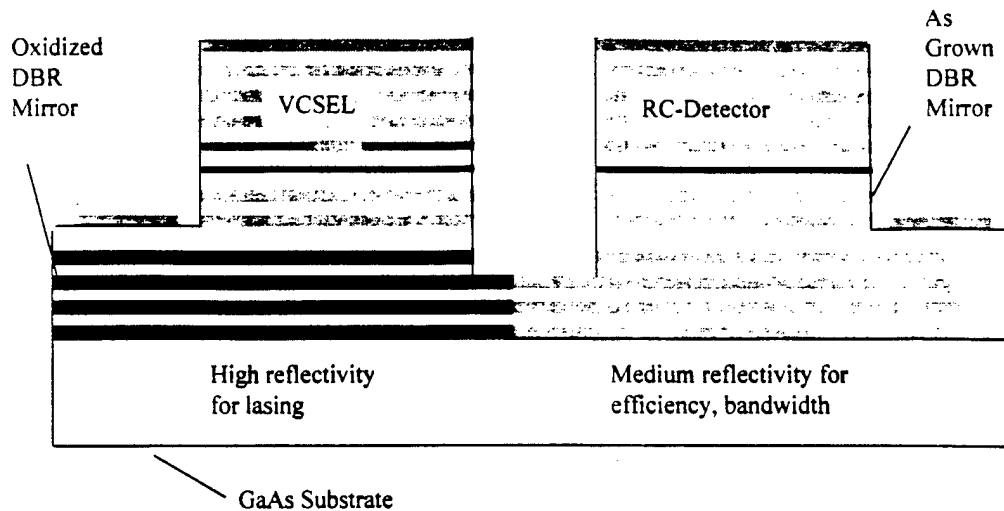 Oxidized
DBR
Mirror
VCSEL
RC-Detector
As
Grown
DBR
Mirror
High reflectivity
for lasing
Medium reflectivity for
efficiency, bandwidth
GaAs Substrate